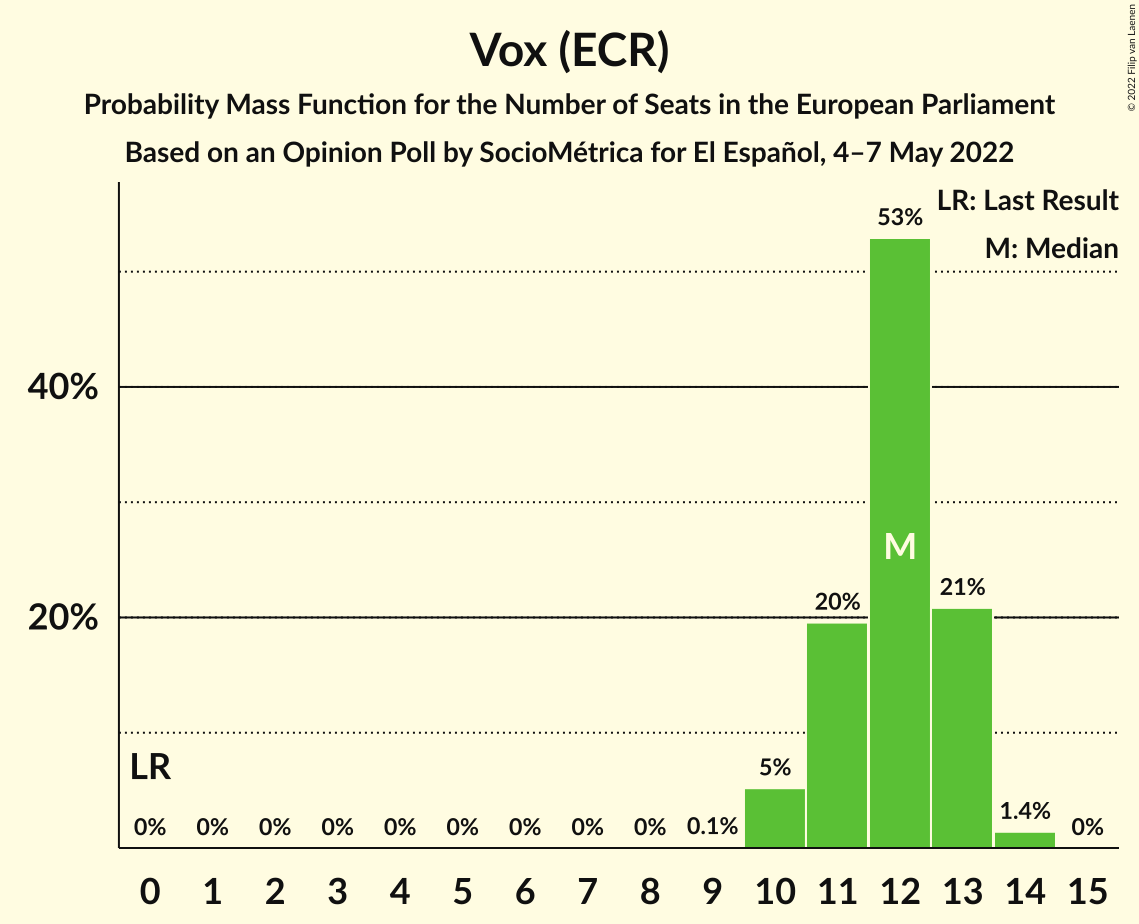 Vox (ECR)
Probability Mass Function for the Number of Seats in the European Parliament
Based on an Opinion Poll by SocioMétrica for El Español, 4–7 May 2022
© 2022 Filip van Laenen
LR: Last Result
M: Median
53%
40%
M
21%
20%
20%
LR
5%
1.4%
0% 0% 0% 0% 0% 0% 0% 0% 0% 0.1% 0%
0 1 2 3 4 5 6 7 8 9 10 11 12 13 14 15